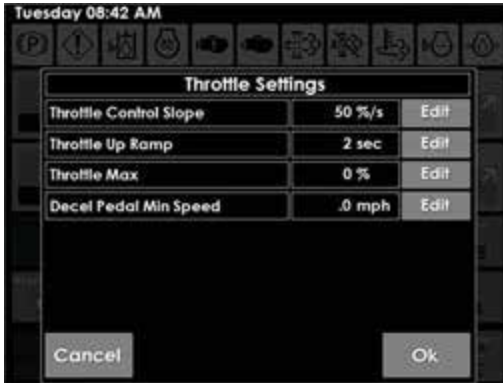 Tuesday 08:42 AM
Throttle Settings
Throttle Control Slope 50 %/s Edit
Throttle Up Ramp 2 sec Edit
Throttle Max 0 % Edit
Decel Pedal Min Speed .0 mph Edit
Cancel Ok